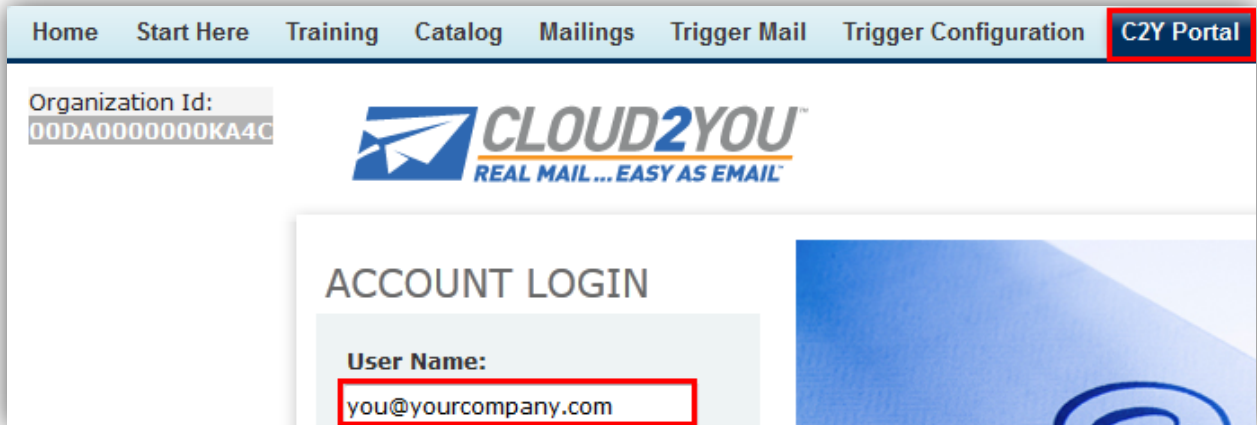 Home Start Here Training Catalog Mailings Trigger Mail Trigger Configuration C2Y Portal
Organization Id:
00DA0000000KA4C
CLOUD2YOU™
REAL MAIL...EASY AS EMAIL™
ACCOUNT LOGIN
User Name:
you@yourcompany.com